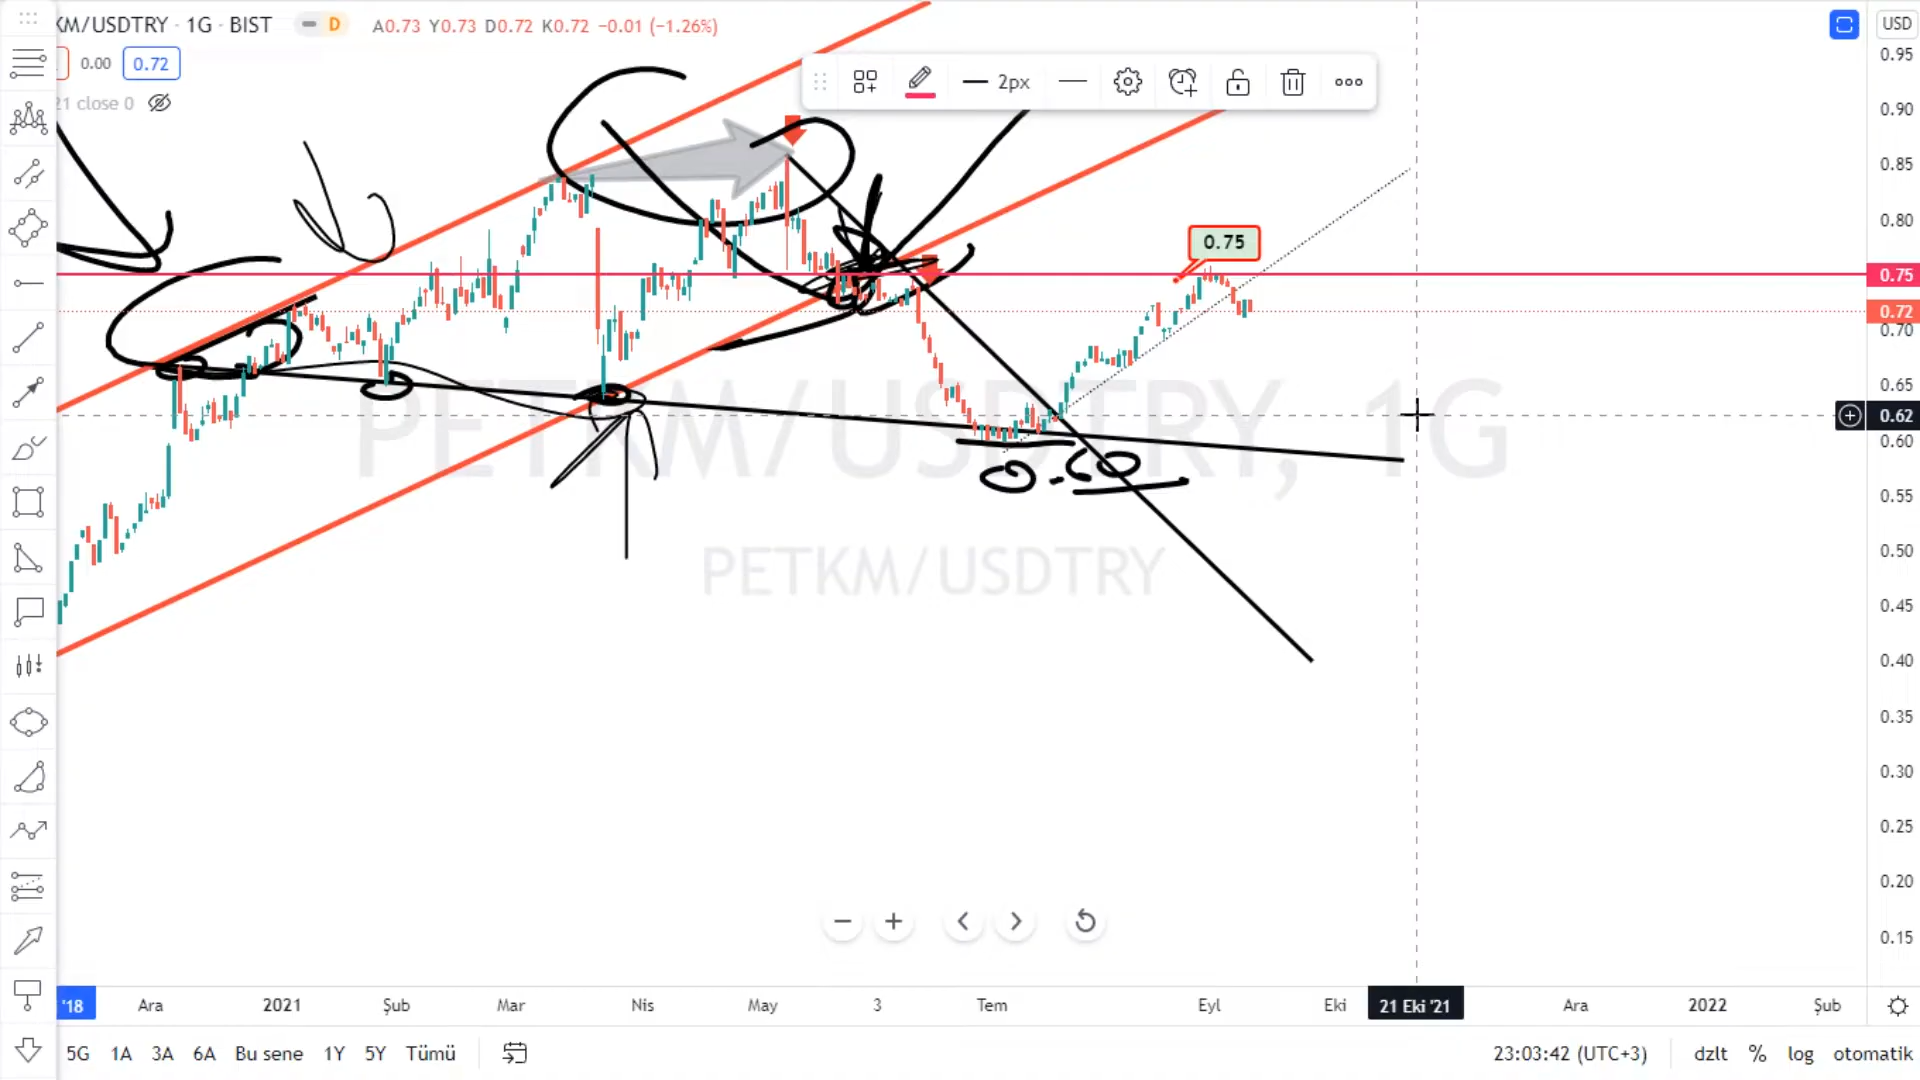 KM/USDTRY · 1G · BIST D A0.73 Y0.73 D0.72 K0.72 −0.01 (−1.26%)
0.00 0.72
21 close 0
2px
USD
0.95
0.90
0.85
0.80
0.75
0.75
0.72
0.70
0.65
0.62
0.60
0.55
0.50
0.45
0.40
0.35
0.30
0.25
0.20
0.15
PETKM/USDTRY, 1G
PETKM/USDTRY
0.60
'18 Ara 2021 Şub Mar Nis May 3 Tem Eyl Eki 21 Eki '21 Ara 2022 Şub
5G 1A 3A 6A Bu sene 1Y 5Y Tümü 23:03:42 (UTC+3) dzlt % log otomatik